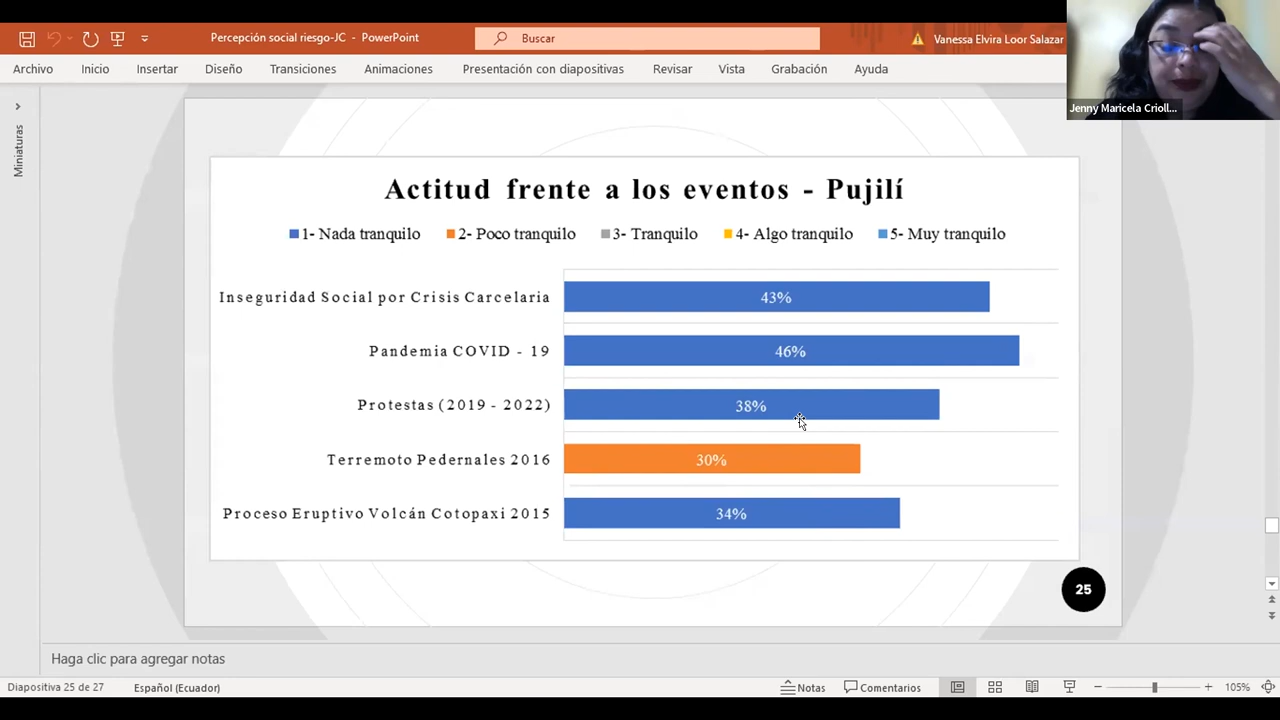 Percepción social riesgo-JC - PowerPoint
Buscar
Vanessa Elvira Loor Salazar
Archivo Inicio Insertar Diseño Transiciones Animaciones Presentación con diapositivas Revisar Vista Grabación Ayuda
Jenny Maricela Crioll...
Miniaturas
Actitud frente a los eventos - Pujilí
1- Nada tranquilo 2- Poco tranquilo 3- Tranquilo 4- Algo tranquilo 5- Muy tranquilo
Inseguridad Social por Crisis Carcelaria 43%
Pandemia COVID - 19 46%
Protestas (2019 - 2022) 38%
Terremoto Pedernales 2016 30%
Proceso Eruptivo Volcán Cotopaxi 2015 34%
25
Haga clic para agregar notas
Diapositiva 25 de 27 Español (Ecuador) Notas Comentarios 105%